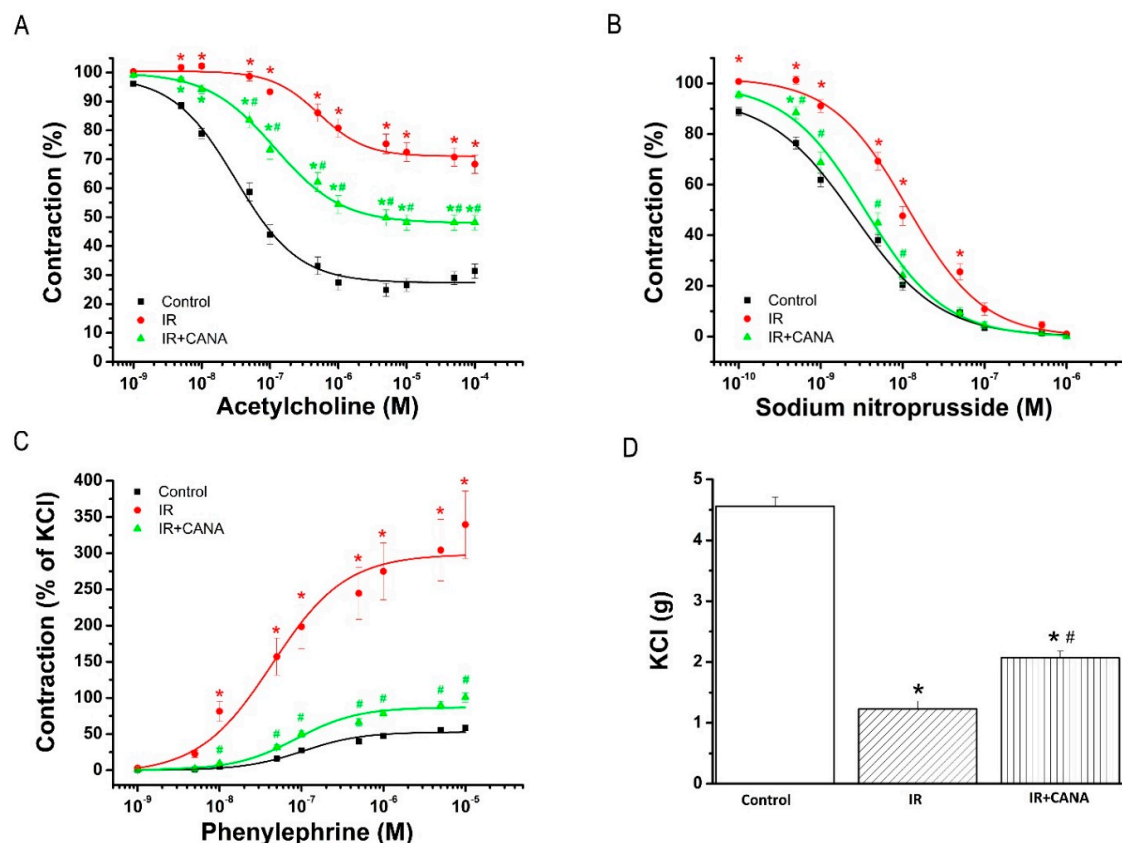 A
100
90
80
70
60
50
40
30
20
10
0
Contraction (%)
* * * * * * * * * *
* * *# *# *# *# *# *# *# *#
Control
IR
IR+CANA
10-9 10-8 10-7 10-6 10-5 10-4
Acetylcholine (M)
B
100
80
60
40
20
0
Contraction (%)
* * * * * *
*# # # #
Control
IR
IR+CANA
10-10 10-9 10-8 10-7 10-6
Sodium nitroprusside (M)
C
400
350
300
250
200
150
100
50
0
Contraction (% of KCl)
Control
IR
IR+CANA
* * * * * * *
# # # # # # #
10-9 10-8 10-7 10-6 10-5
Phenylephrine (M)
D
5
4
3
2
1
0
KCl (g)
*
* #
Control IR IR+CANA